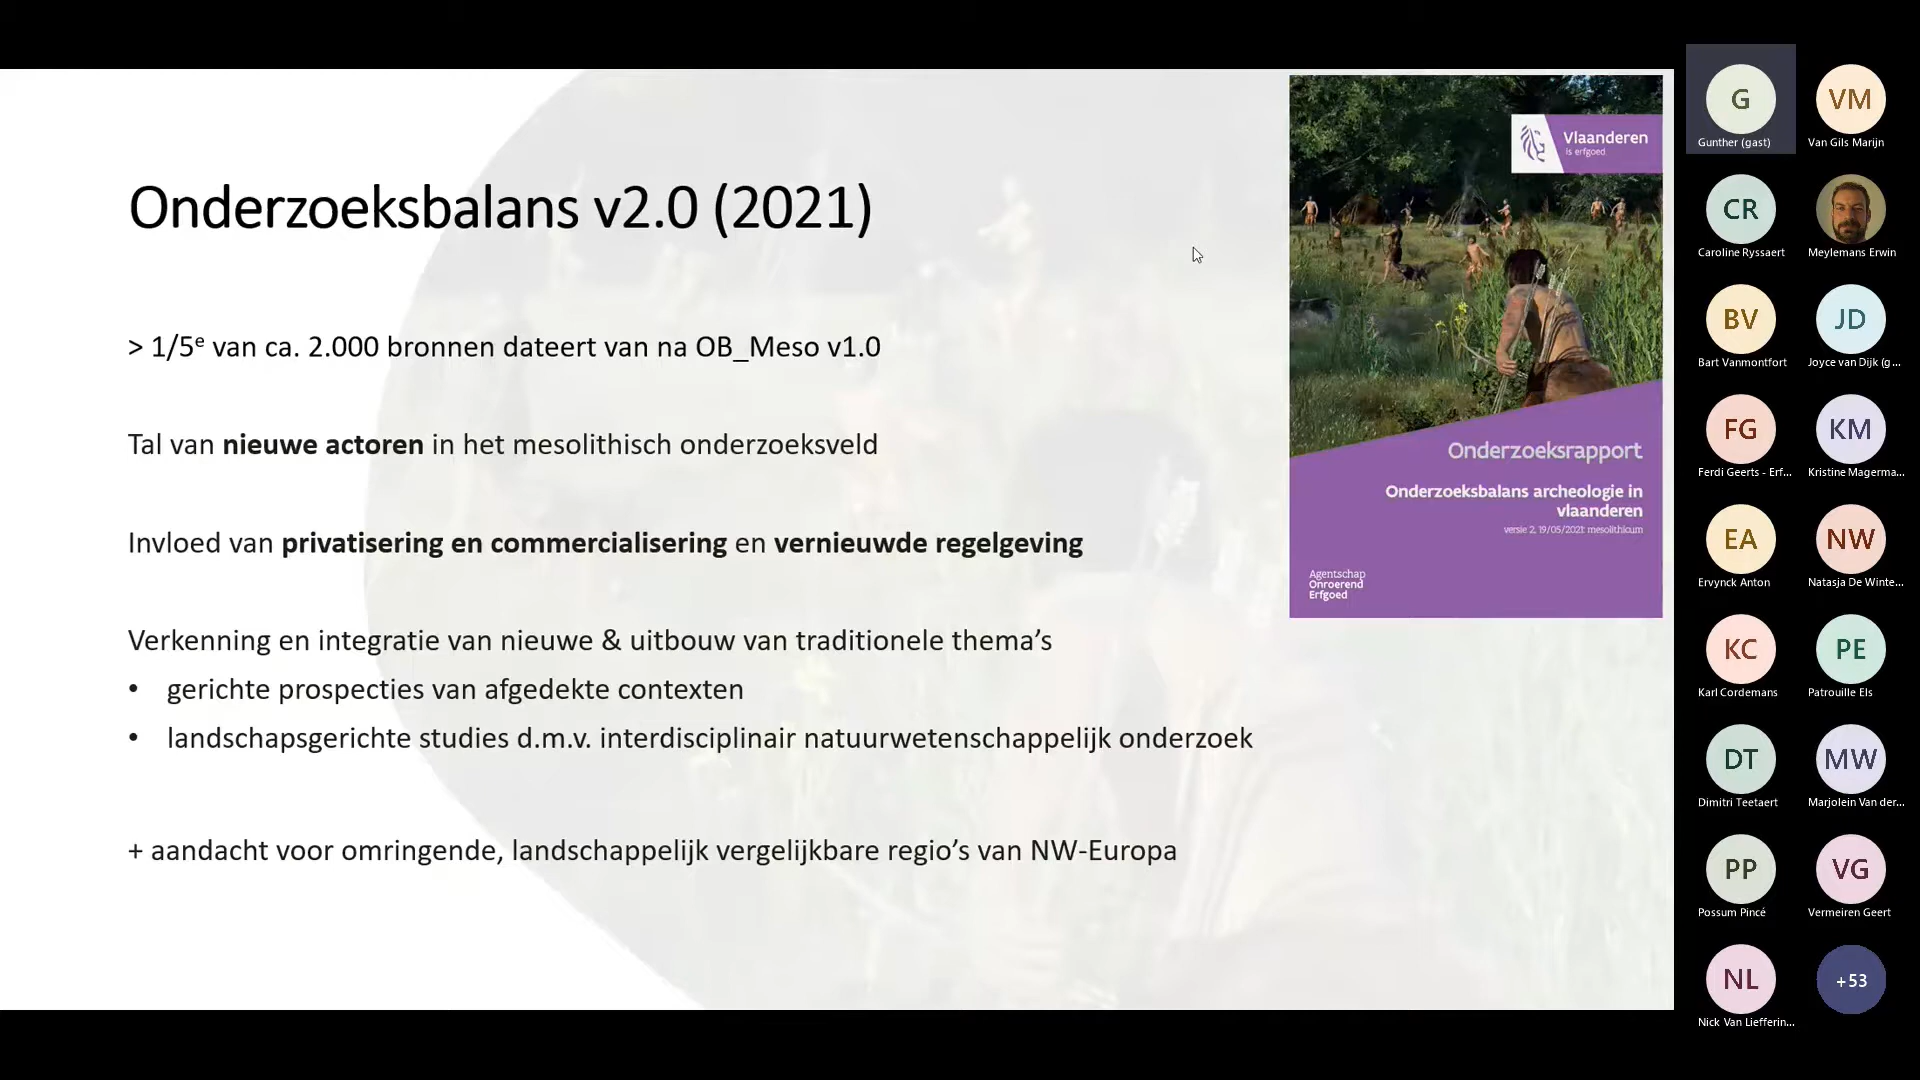 Onderzoeksbalans v2.0 (2021)
> 1/5e van ca. 2.000 bronnen dateert van na OB_Meso v1.0
Tal van nieuwe actoren in het mesolithisch onderzoeksveld
Invloed van privatisering en commercialisering en vernieuwde regelgeving
Verkenning en integratie van nieuwe & uitbouw van traditionele thema’s
• gerichte prospecties van afgedekte contexten
• landschapsgerichte studies d.m.v. interdisciplinair natuurwetenschappelijk onderzoek
+ aandacht voor omringende, landschappelijk vergelijkbare regio’s van NW-Europa
Vlaanderen
is erfgoed
Onderzoeksrapport
Onderzoeksbalans archeologie in
vlaanderen
versie 2, 19/05/2021: mesolithicum
Agentschap
Onroerend
Erfgoed
G
Gunther (gast)
VM
Van Gils Marijn
CR
Caroline Ryssaert
Meylemans Erwin
BV
Bart Vanmontfort
JD
Joyce van Dijk (g...
FG
Ferdi Geerts - Erf...
KM
Kristine Magerma...
EA
Ervynck Anton
NW
Natasja De Winte...
KC
Karl Cordemans
PE
Patrouille Els
DT
Dimitri Teetaert
MW
Marjolein Van der...
PP
Possum Pincé
VG
Vermeiren Geert
NL
Nick Van Liefferin...
+53